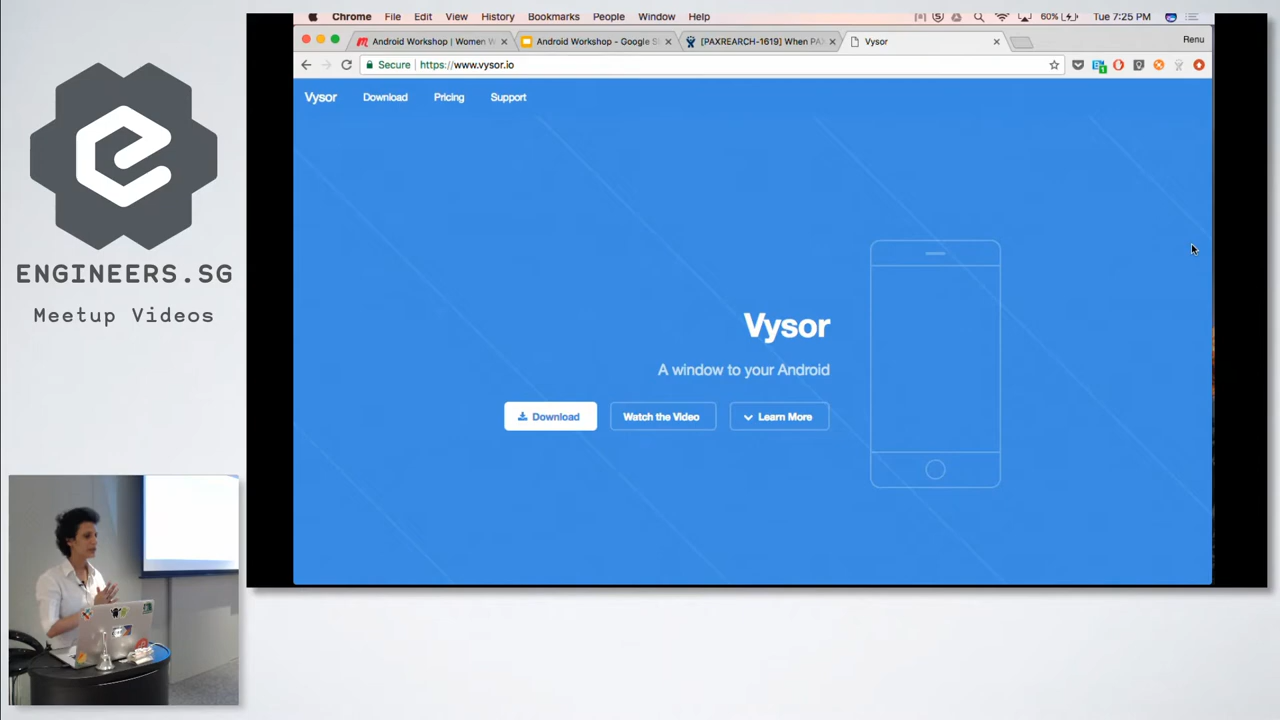 Chrome File Edit View History Bookmarks People Window Help 60% Tue 7:25 PM
Android Workshop | Women W
Android Workshop - Google S
[PAXREARCH-1619] When PA
Vysor
Renu
Secure https://www.vysor.io
Vysor Download Pricing Support
Vysor
A window to your Android
Download Watch the Video Learn More
ENGINEERS.SG
Meetup Videos